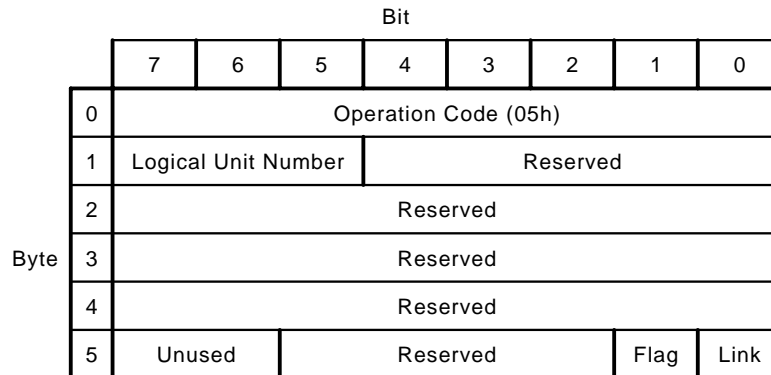 Bit
7 6 5 4 3 2 1 0
0 Operation Code (05h)
1 Logical Unit Number Reserved
2 Reserved
Byte 3 Reserved
4 Reserved
5 Unused Reserved Flag Link